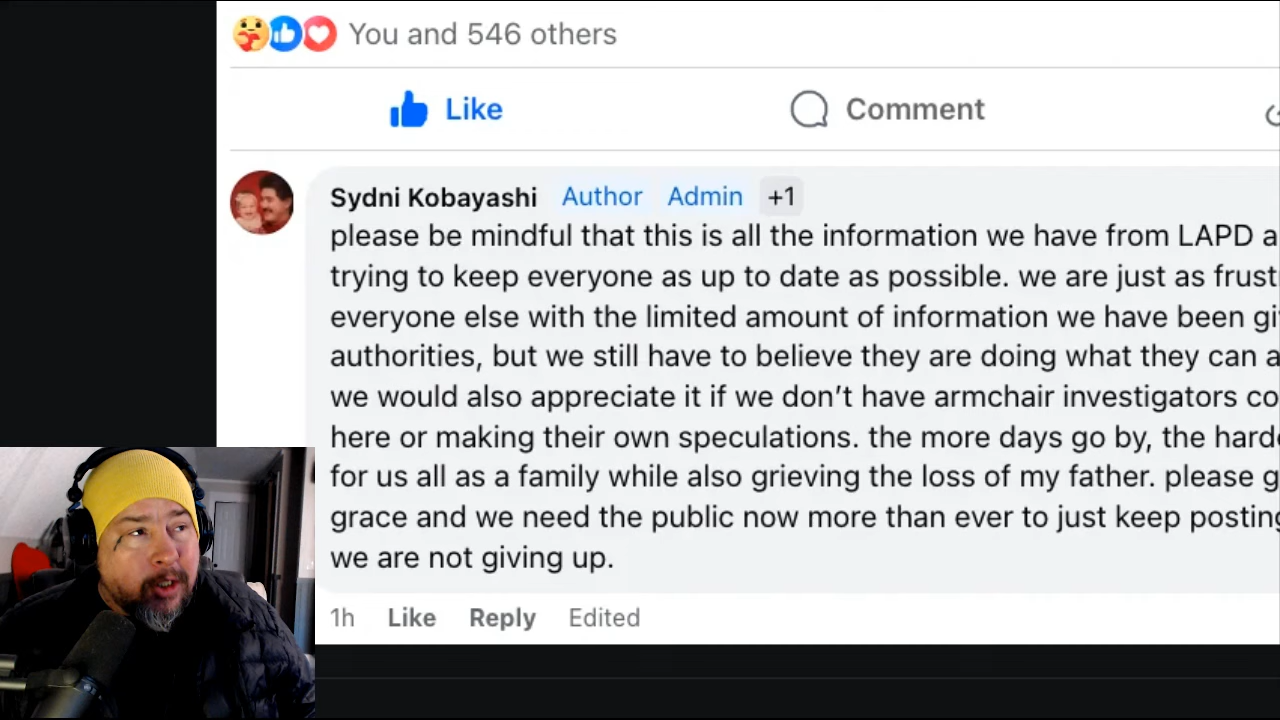 You and 546 others
Like
Comment
Sydni Kobayashi Author Admin +1
please be mindful that this is all the information we have from LAPD a
trying to keep everyone as up to date as possible. we are just as frust
everyone else with the limited amount of information we have been gi
authorities, but we still have to believe they are doing what they can a
we would also appreciate it if we don’t have armchair investigators co
here or making their own speculations. the more days go by, the hard
for us all as a family while also grieving the loss of my father. please g
grace and we need the public now more than ever to just keep posting
we are not giving up.
1h Like Reply Edited